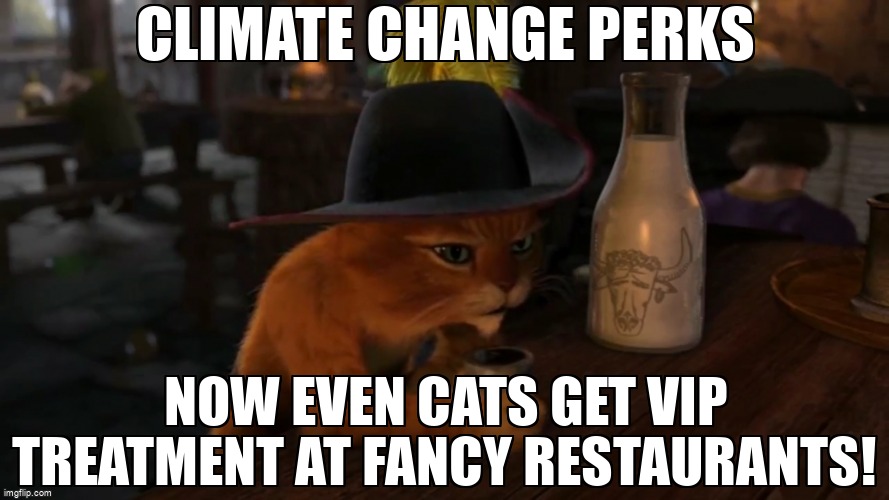 CLIMATE CHANGE PERKS
NOW EVEN CATS GET VIP
TREATMENT AT FANCY RESTAURANTS!
imgflip.com